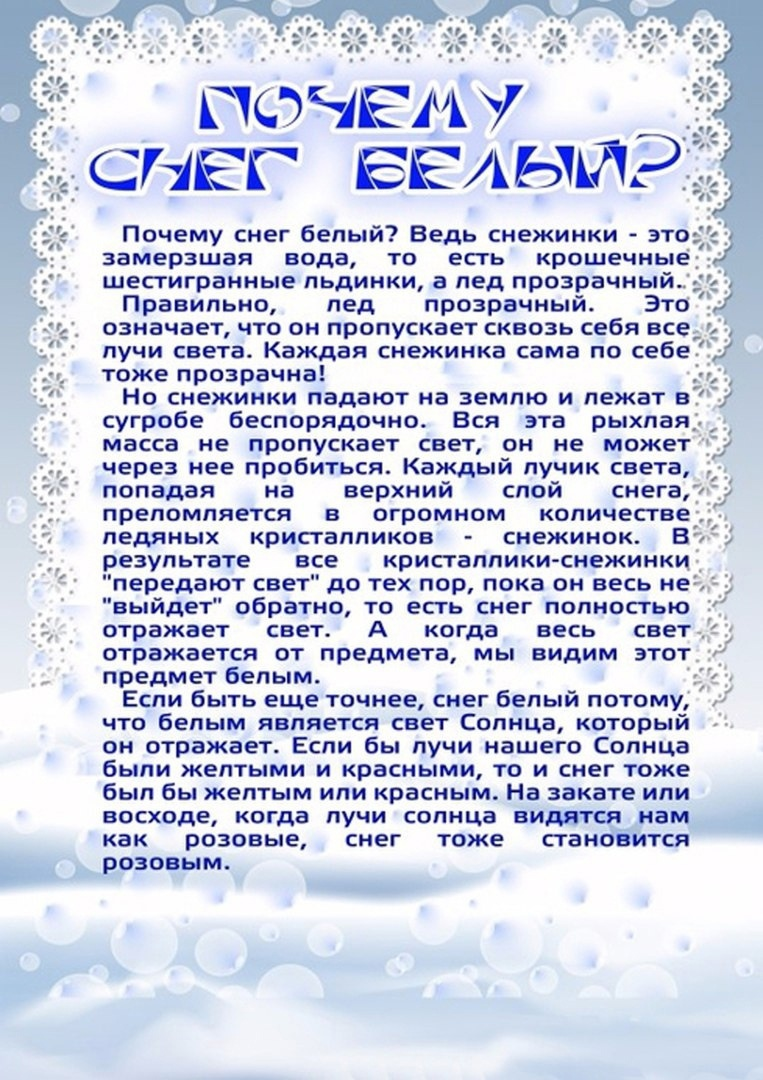 ПОЧЕМУ
СНЕГ БЕЛЫЙ?
Почему снег белый? Ведь снежинки - это
замерзшая вода, то есть крошечные
шестигранные льдинки, а лед прозрачный.
Правильно, лед прозрачный. Это
означает, что он пропускает сквозь себя все
лучи света. Каждая снежинка сама по себе
тоже прозрачна!
Но снежинки падают на землю и лежат в
сугробе беспорядочно. Вся эта рыхлая
масса не пропускает свет, он не может
через нее пробиться. Каждый лучик света,
попадая на верхний слой снега,
преломляется в огромном количестве
ледяных кристалликов - снежинок. В
результате все кристаллики-снежинки
"передают свет" до тех пор, пока он весь не
"выйдет" обратно, то есть снег полностью
отражает свет. А когда весь свет
отражается от предмета, мы видим этот
предмет белым.
Если быть еще точнее, снег белый потому,
что белым является свет Солнца, который
он отражает. Если бы лучи нашего Солнца
были желтыми и красными, то и снег тоже
был бы желтым или красным. На закате или
восходе, когда лучи солнца видятся нам
как розовые, снег тоже становится
розовым.